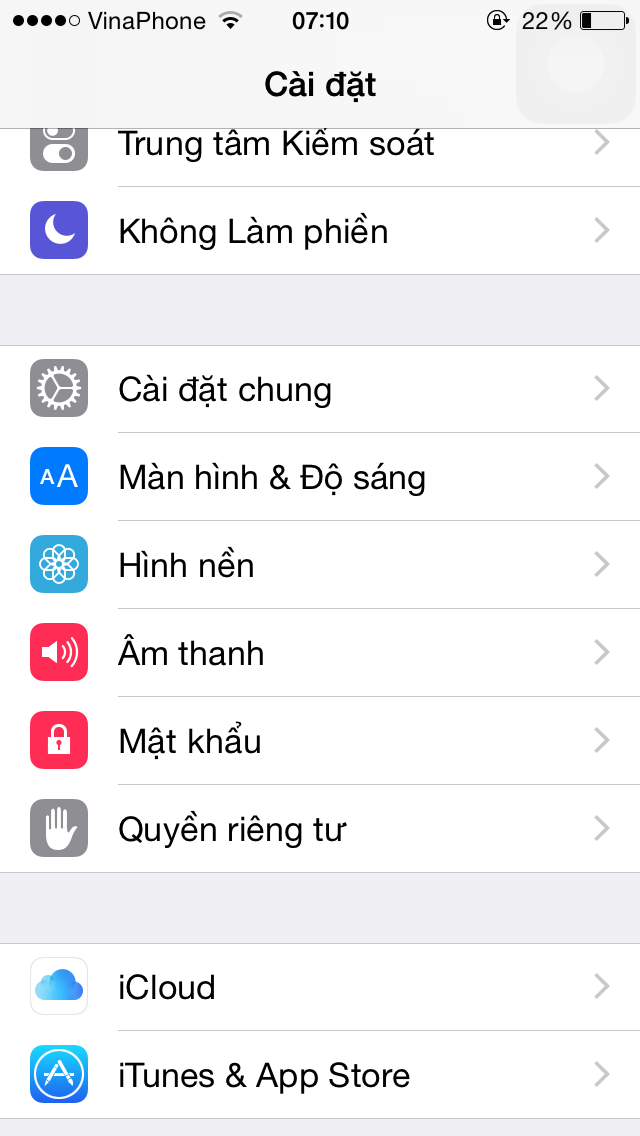 VinaPhone 07:10 22%
Cài đặt
Trung tâm Kiểm soát
Không Làm phiền
Cài đặt chung
AA
Màn hình & Độ sáng
Hình nền
Âm thanh
Mật khẩu
Quyền riêng tư
iCloud
iTunes & App Store